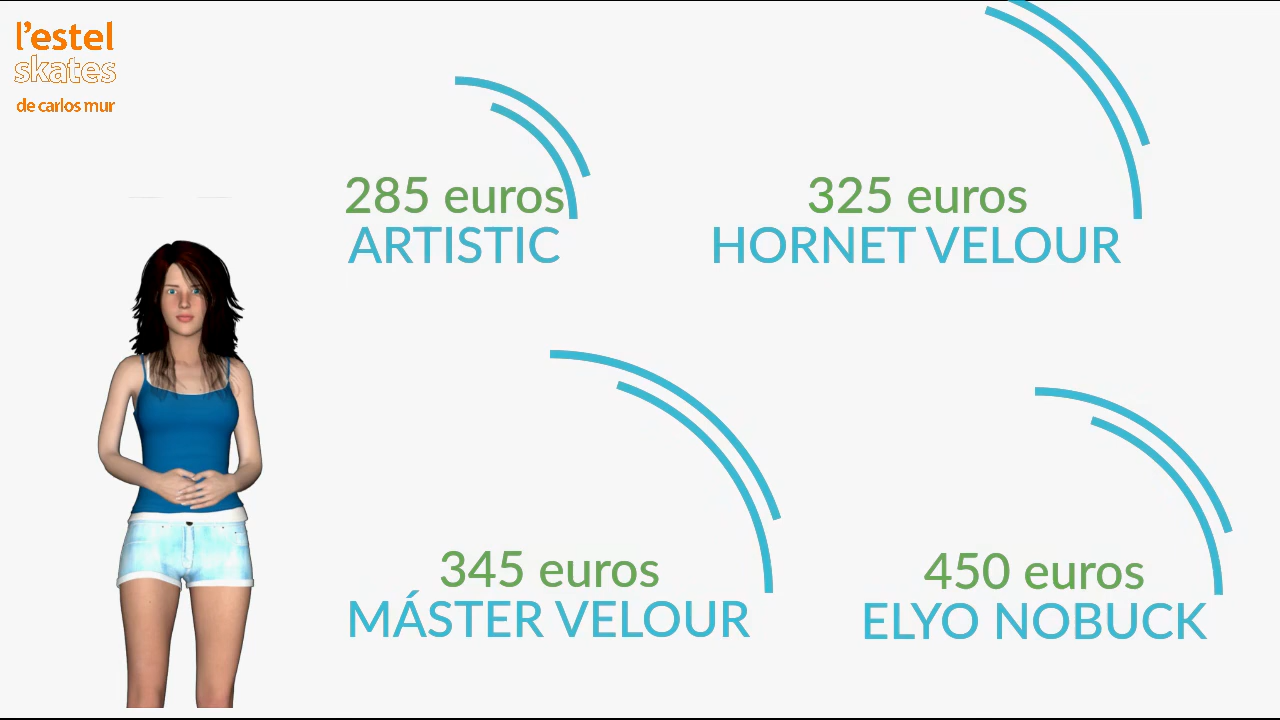 l'estel
skates
de carlos mur
285 euros
ARTISTIC
325 euros
HORNET VELOUR
345 euros
MÁSTER VELOUR
450 euros
ELYO NOBUCK